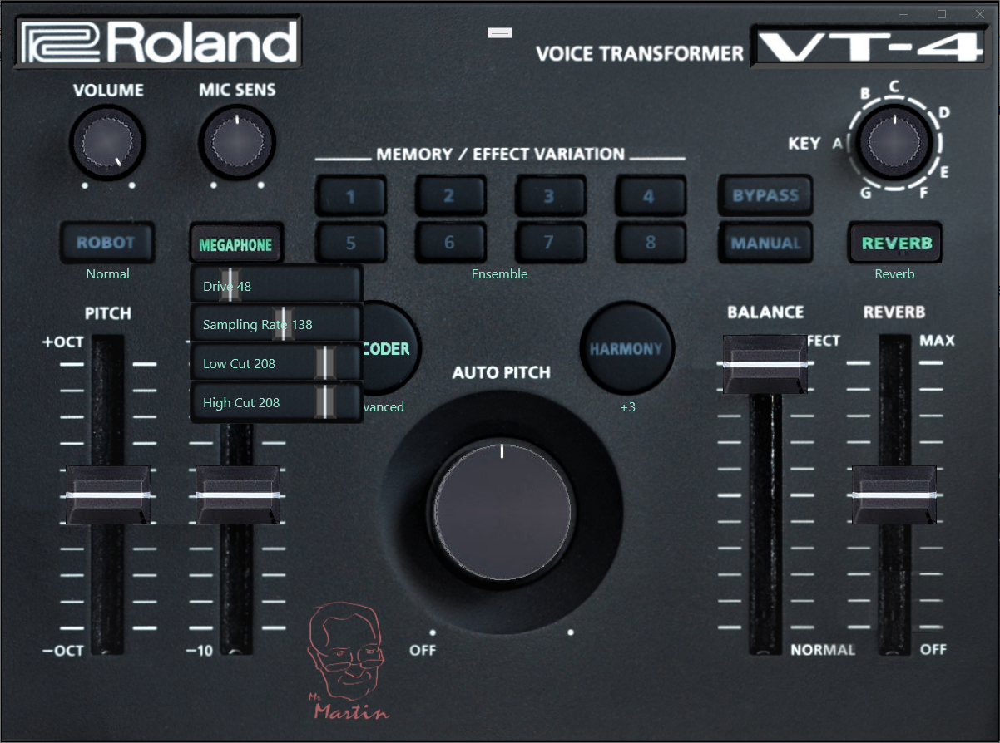 Roland
VOICE TRANSFORMER VT-4
VOLUME MIC SENS
B C D
KEY A E
G F
MEMORY / EFFECT VARIATION
1 2 3 4 BYPASS
ROBOT MEGAPHONE 5 6 7 8 MANUAL REVERB
Normal Ensemble Reverb
Drive 48
Sampling Rate 138
Low Cut 208
High Cut 208
PITCH BALANCE REVERB
+OCT FECT MAX
CODER HARMONY
AUTO PITCH
vanced +3
-OCT -10 OFF NORMAL OFF
Mr.
Martin